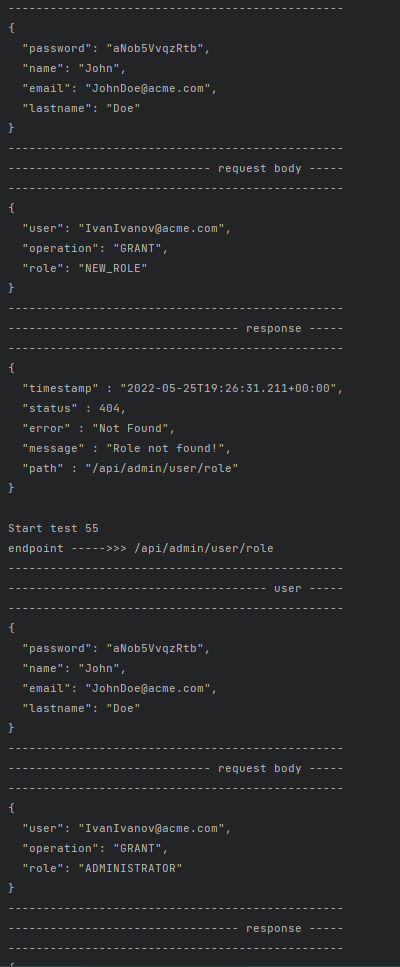 ------------------------------------------------
{
  "password": "aNob5VvqzRtb",
  "name": "John",
  "email": "JohnDoe@acme.com",
  "lastname": "Doe"
}
------------------------------------------------
----------------------------- request body -----
------------------------------------------------
{
  "user": "IvanIvanov@acme.com",
  "operation": "GRANT",
  "role": "NEW_ROLE"
}
------------------------------------------------
--------------------------------- response -----
------------------------------------------------
{
  "timestamp" : "2022-05-25T19:26:31.211+00:00",
  "status" : 404,
  "error" : "Not Found",
  "message" : "Role not found!",
  "path" : "/api/admin/user/role"
}

Start test 55
endpoint ----->>> /api/admin/user/role
------------------------------------------------
------------------------------------- user -----
------------------------------------------------
{
  "password": "aNob5VvqzRtb",
  "name": "John",
  "email": "JohnDoe@acme.com",
  "lastname": "Doe"
}
------------------------------------------------
----------------------------- request body -----
------------------------------------------------
{
  "user": "IvanIvanov@acme.com",
  "operation": "GRANT",
  "role": "ADMINISTRATOR"
}
------------------------------------------------
--------------------------------- response -----
------------------------------------------------
{